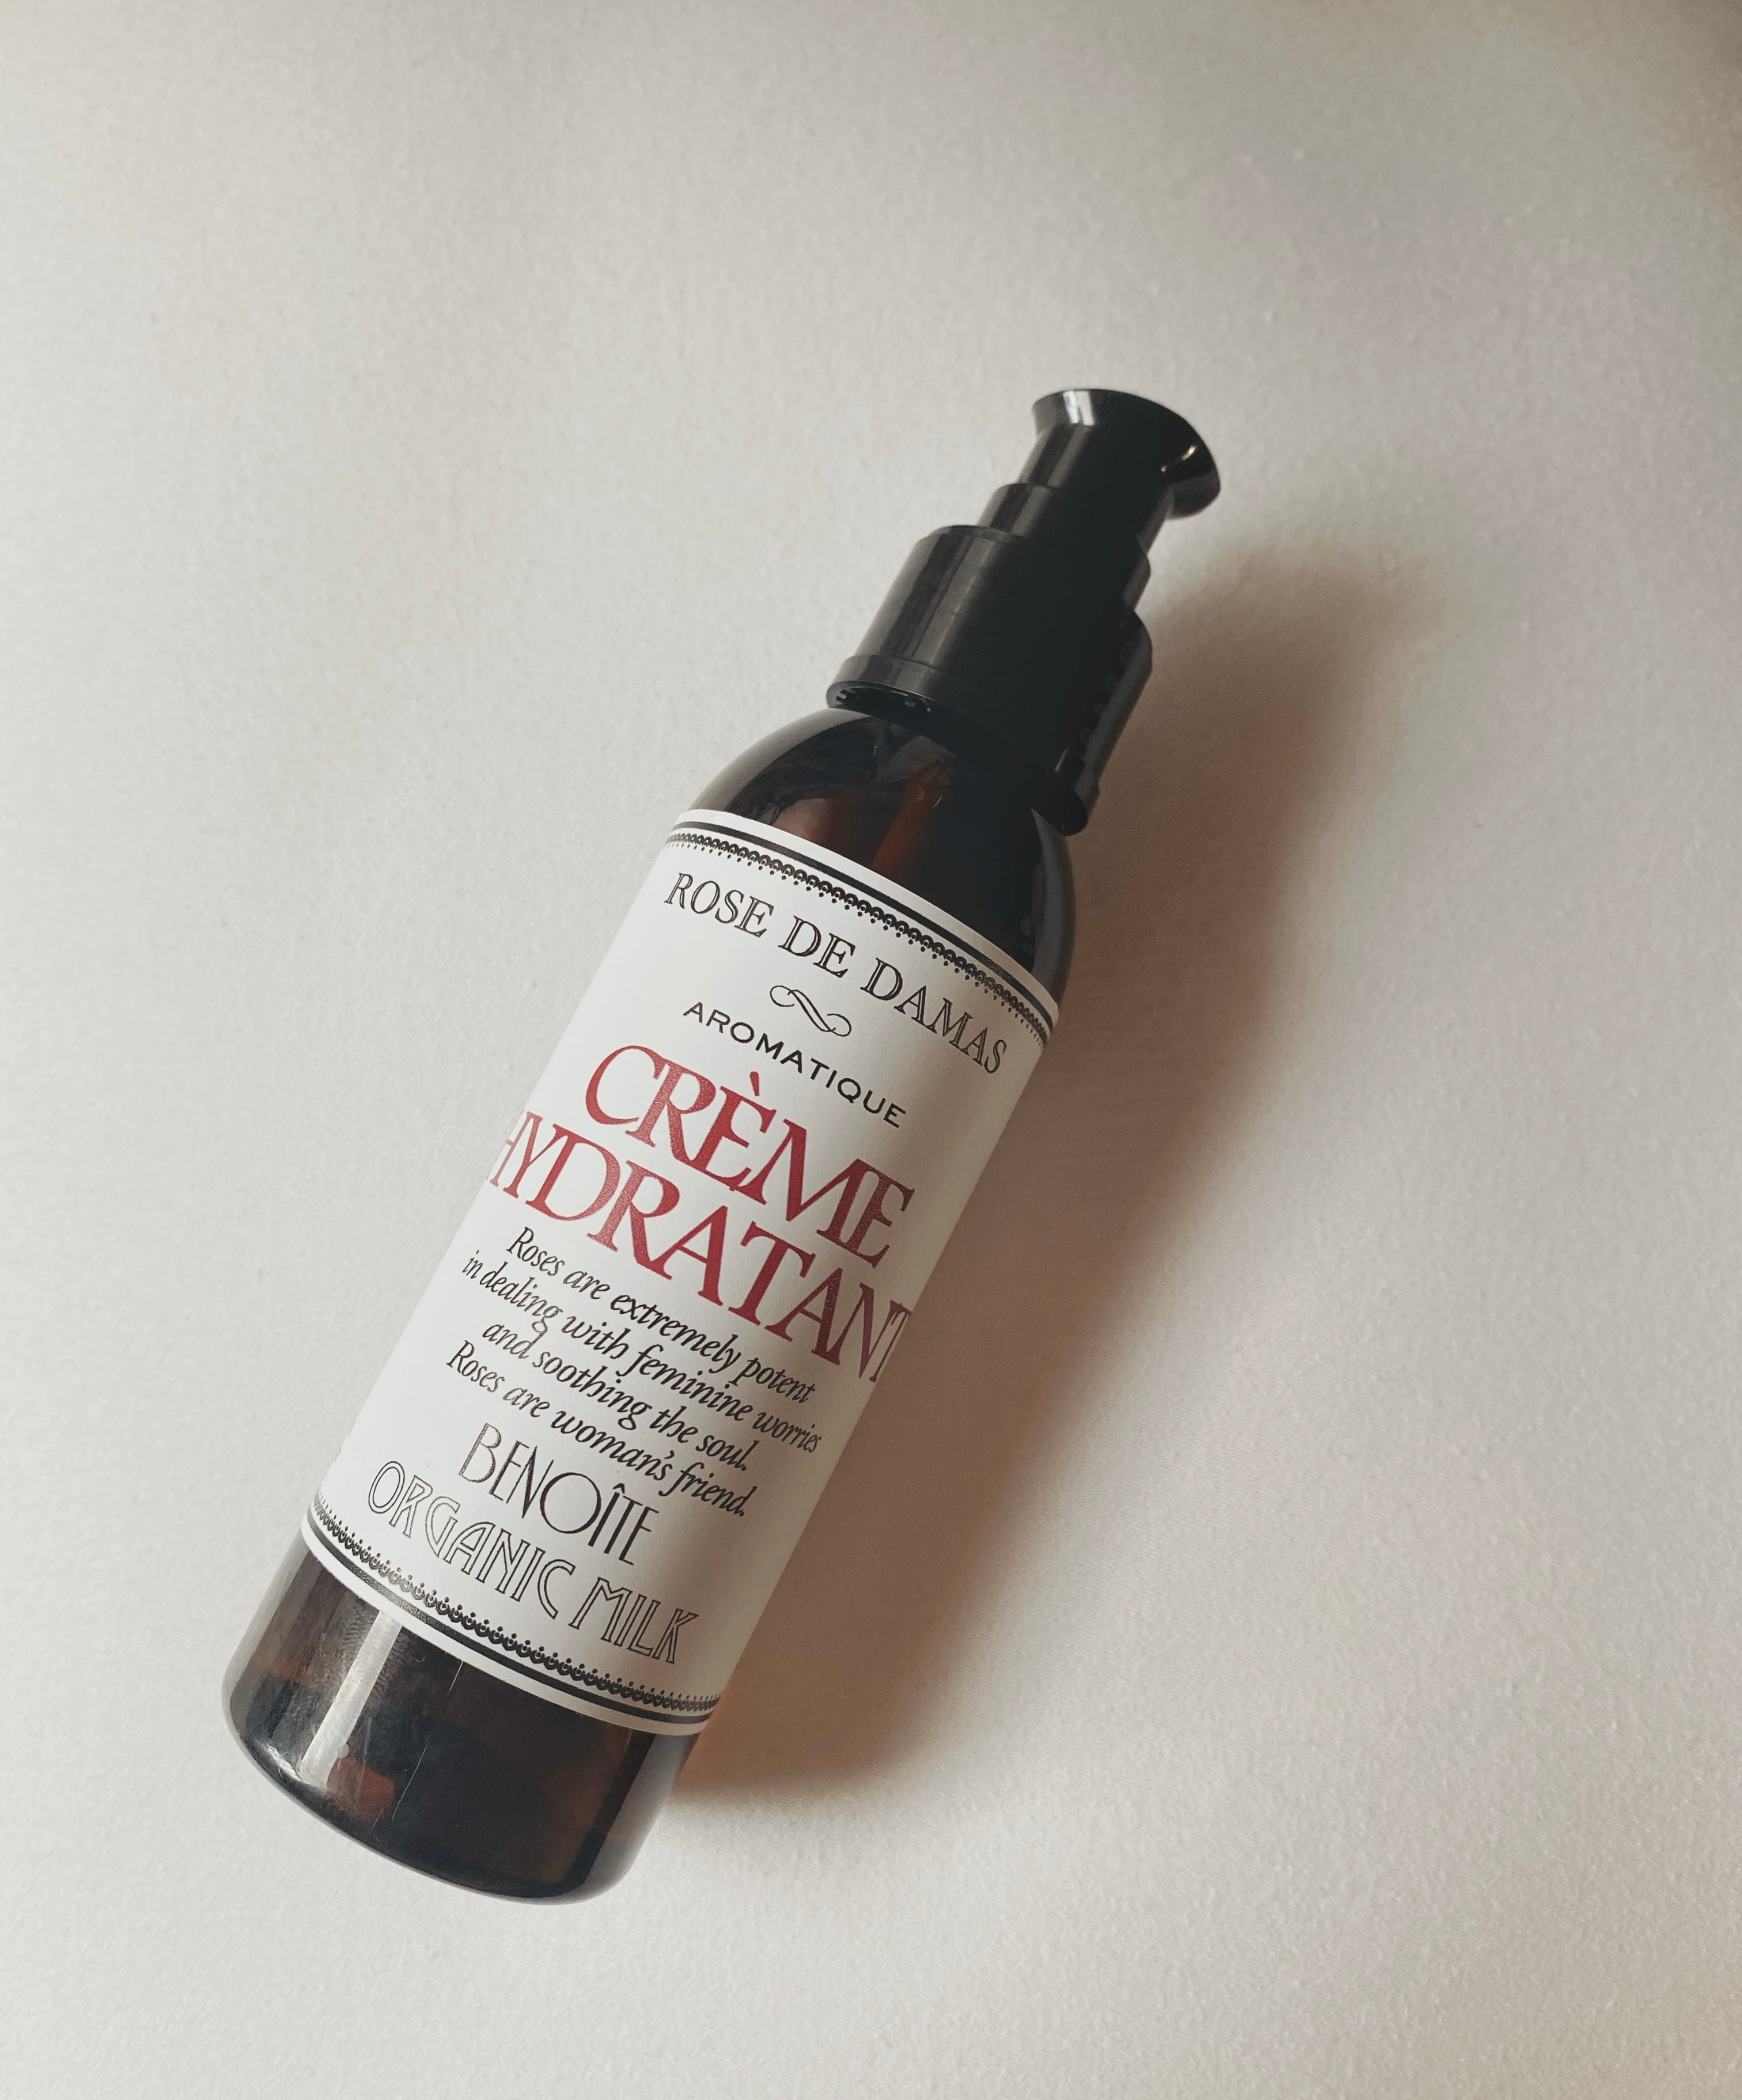 ROSE DE DAMAS
AROMATIQUE
CRÈME
HYDRATANT
Roses are extremely potent
in dealing with feminine worries
and soothing the soul.
Roses are woman's friend.
BENOÎTE
ORGANIC MILK